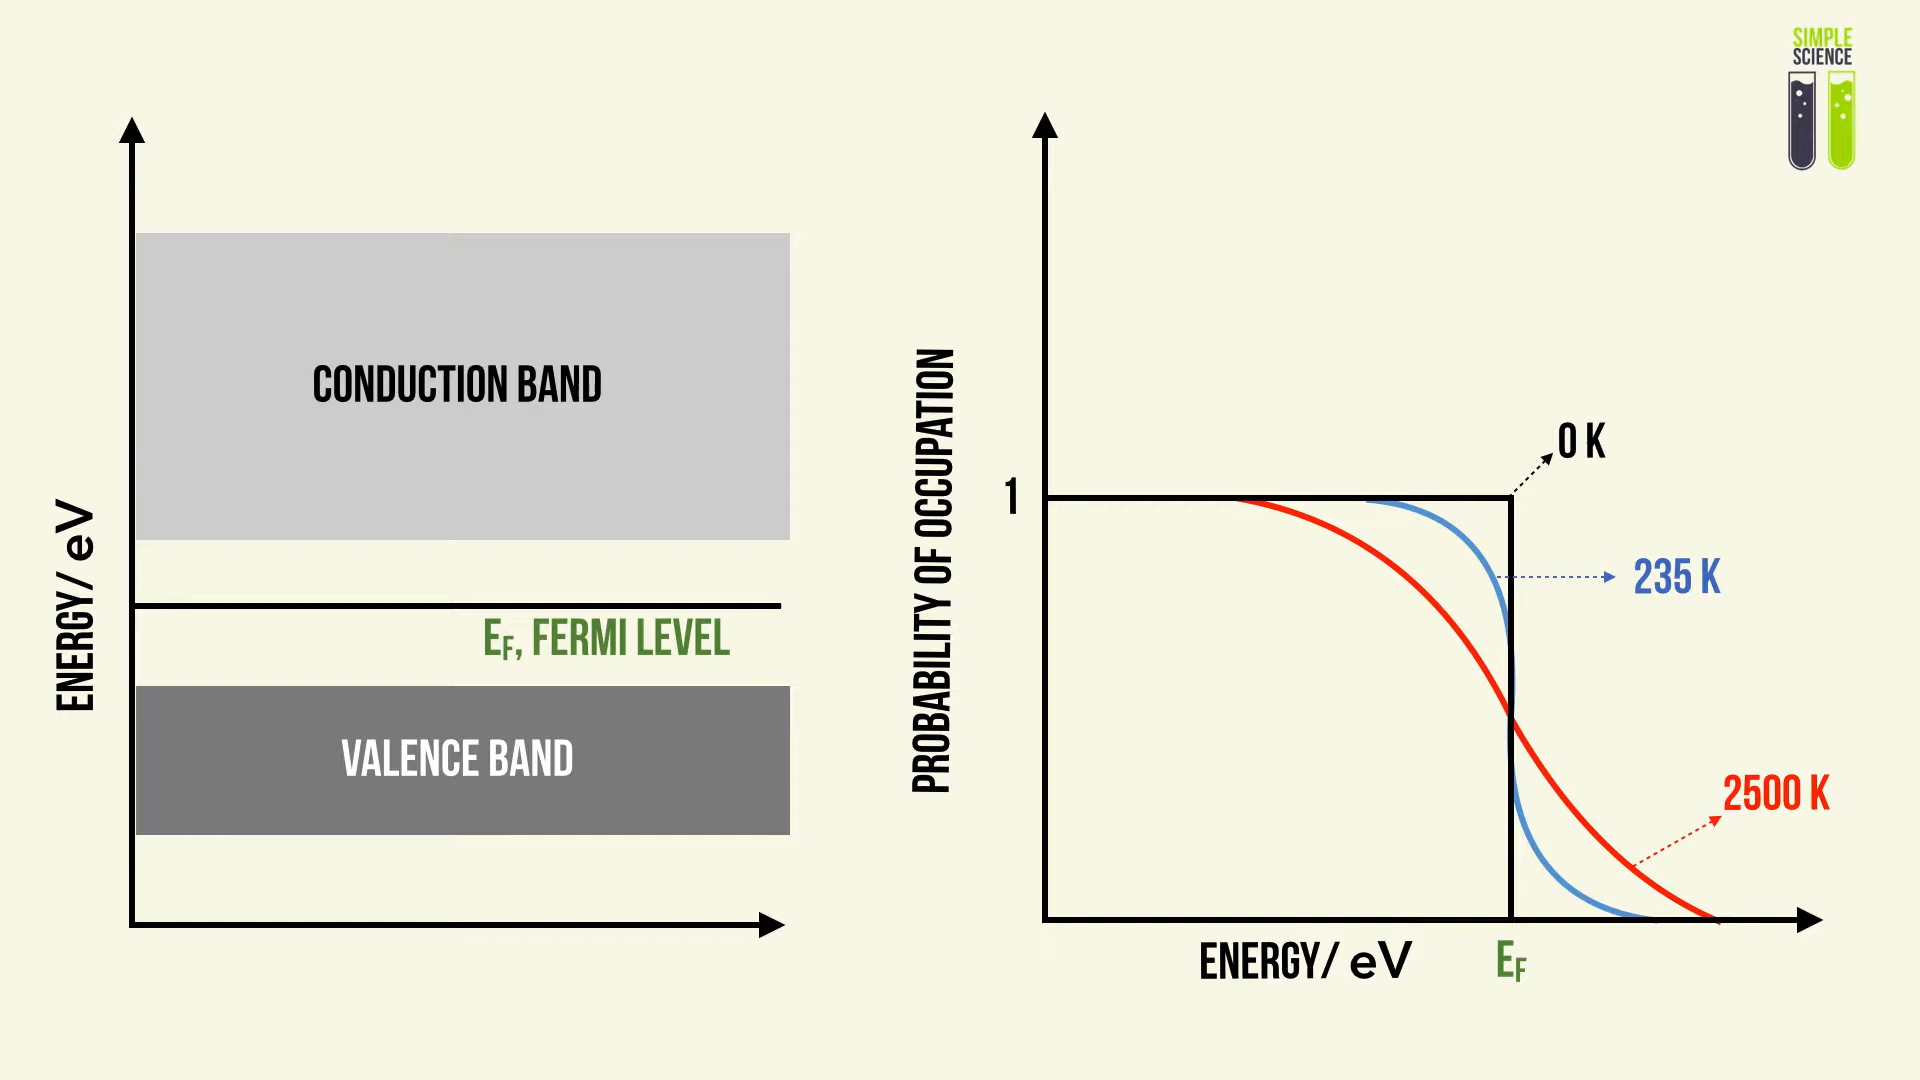 SIMPLE
SCIENCE
ENERGY/ eV
CONDUCTION BAND
EF, FERMI LEVEL
VALENCE BAND
PROBABILITY OF OCCUPATION
1
0 K
235 K
2500 K
ENERGY/ eV
EF